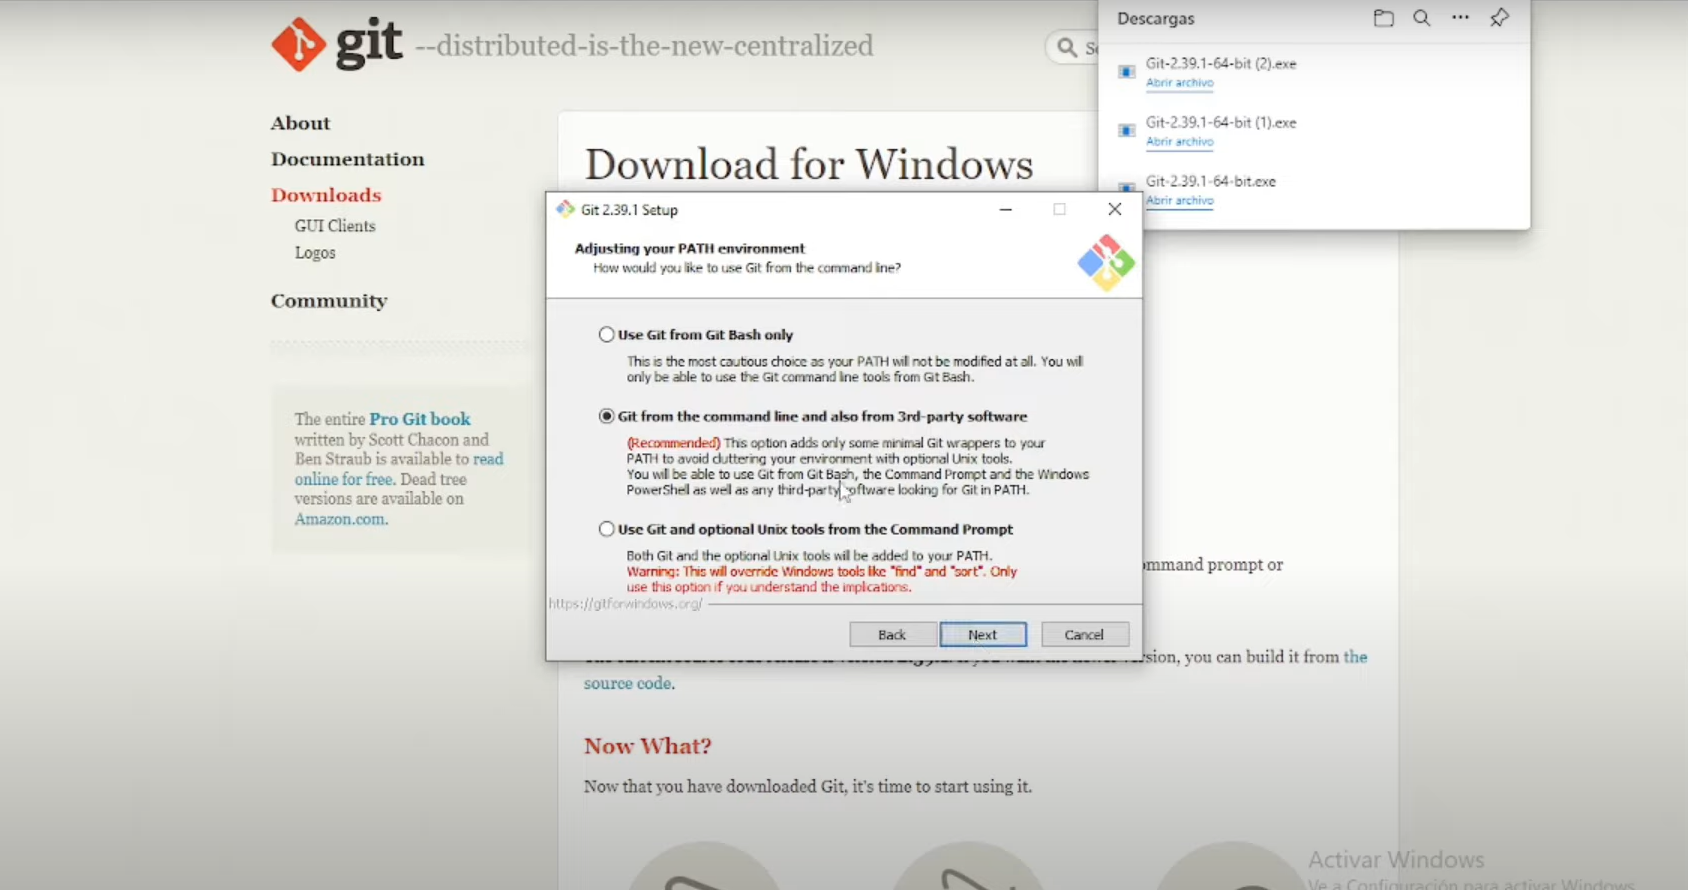 git --distributed-is-the-new-centralized
About
Documentation
Downloads
GUI Clients
Logos
Community
The entire Pro Git book
written by Scott Chacon and
Ben Straub is available to read
online for free. Dead tree
versions are available on
Amazon.com.
Download for Windows
Descargas
Git-2.39.1-64-bit (2).exe
Abrir archivo
Git-2.39.1-64-bit (1).exe
Abrir archivo
Git-2.39.1-64-bit.exe
Abrir archivo
Git 2.39.1 Setup
Adjusting your PATH environment
How would you like to use Git from the command line?
Use Git from Git Bash only
This is the most cautious choice as your PATH will not be modified at all. You will
only be able to use the Git command line tools from Git Bash.
Git from the command line and also from 3rd-party software
(Recommended) This option adds only some minimal Git wrappers to your
PATH to avoid cluttering your environment with optional Unix tools.
You will be able to use Git from Git Bash, the Command Prompt and the Windows
PowerShell as well as any third-party software looking for Git in PATH.
Use Git and optional Unix tools from the Command Prompt
Both Git and the optional Unix tools will be added to your PATH.
Warning: This will override Windows tools like "find" and "sort". Only
use this option if you understand the implications.
https://gitforwindows.org/
Back
Next
Cancel
mmand prompt or
sion, you can build it from the
source code.
Now What?
Now that you have downloaded Git, it's time to start using it.
Activar Windows
Ve a Configuración para activar Windows.